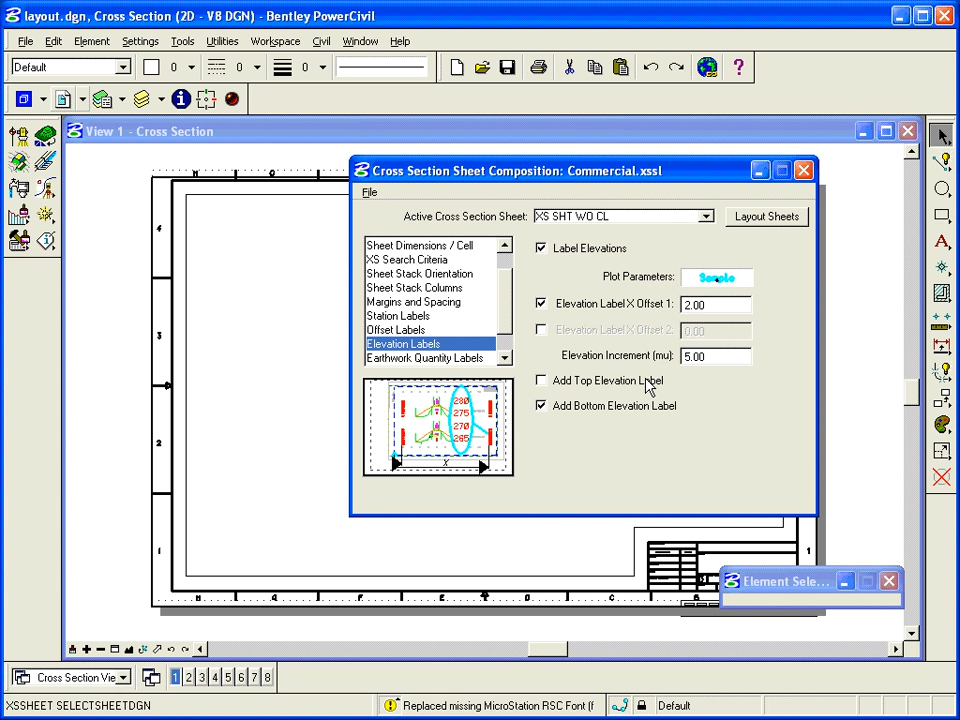 layout.dgn, Cross Section (2D - V8 DGN) - Bentley PowerCivil
File Edit Element Settings Tools Utilities Workspace Civil Window Help
Default 0 0 0
View 1 - Cross Section
Cross Section Sheet Composition: Commercial.xssl
File
Active Cross Section Sheet: XS SHT WO CL Layout Sheets
Sheet Dimensions / Cell
XS Search Criteria
Sheet Stack Orientation
Sheet Stack Columns
Margins and Spacing
Station Labels
Offset Labels
Elevation Labels
Earthwork Quantity Labels
Label Elevations
Plot Parameters: Sample
Elevation Label X Offset 1: 2.00
Elevation Label X Offset 2: 0.00
Elevation Increment (mu): 5.00
Add Top Elevation Label
Add Bottom Elevation Label
280
275
270
265
X
H G
4
3
2
1
1
H G F E D C B
Element Sele...
Cross Section Vie 1 2 3 4 5 6 7 8
XSSHEET SELECTSHEETDGN Replaced missing MicroStation RSC Font (f Default